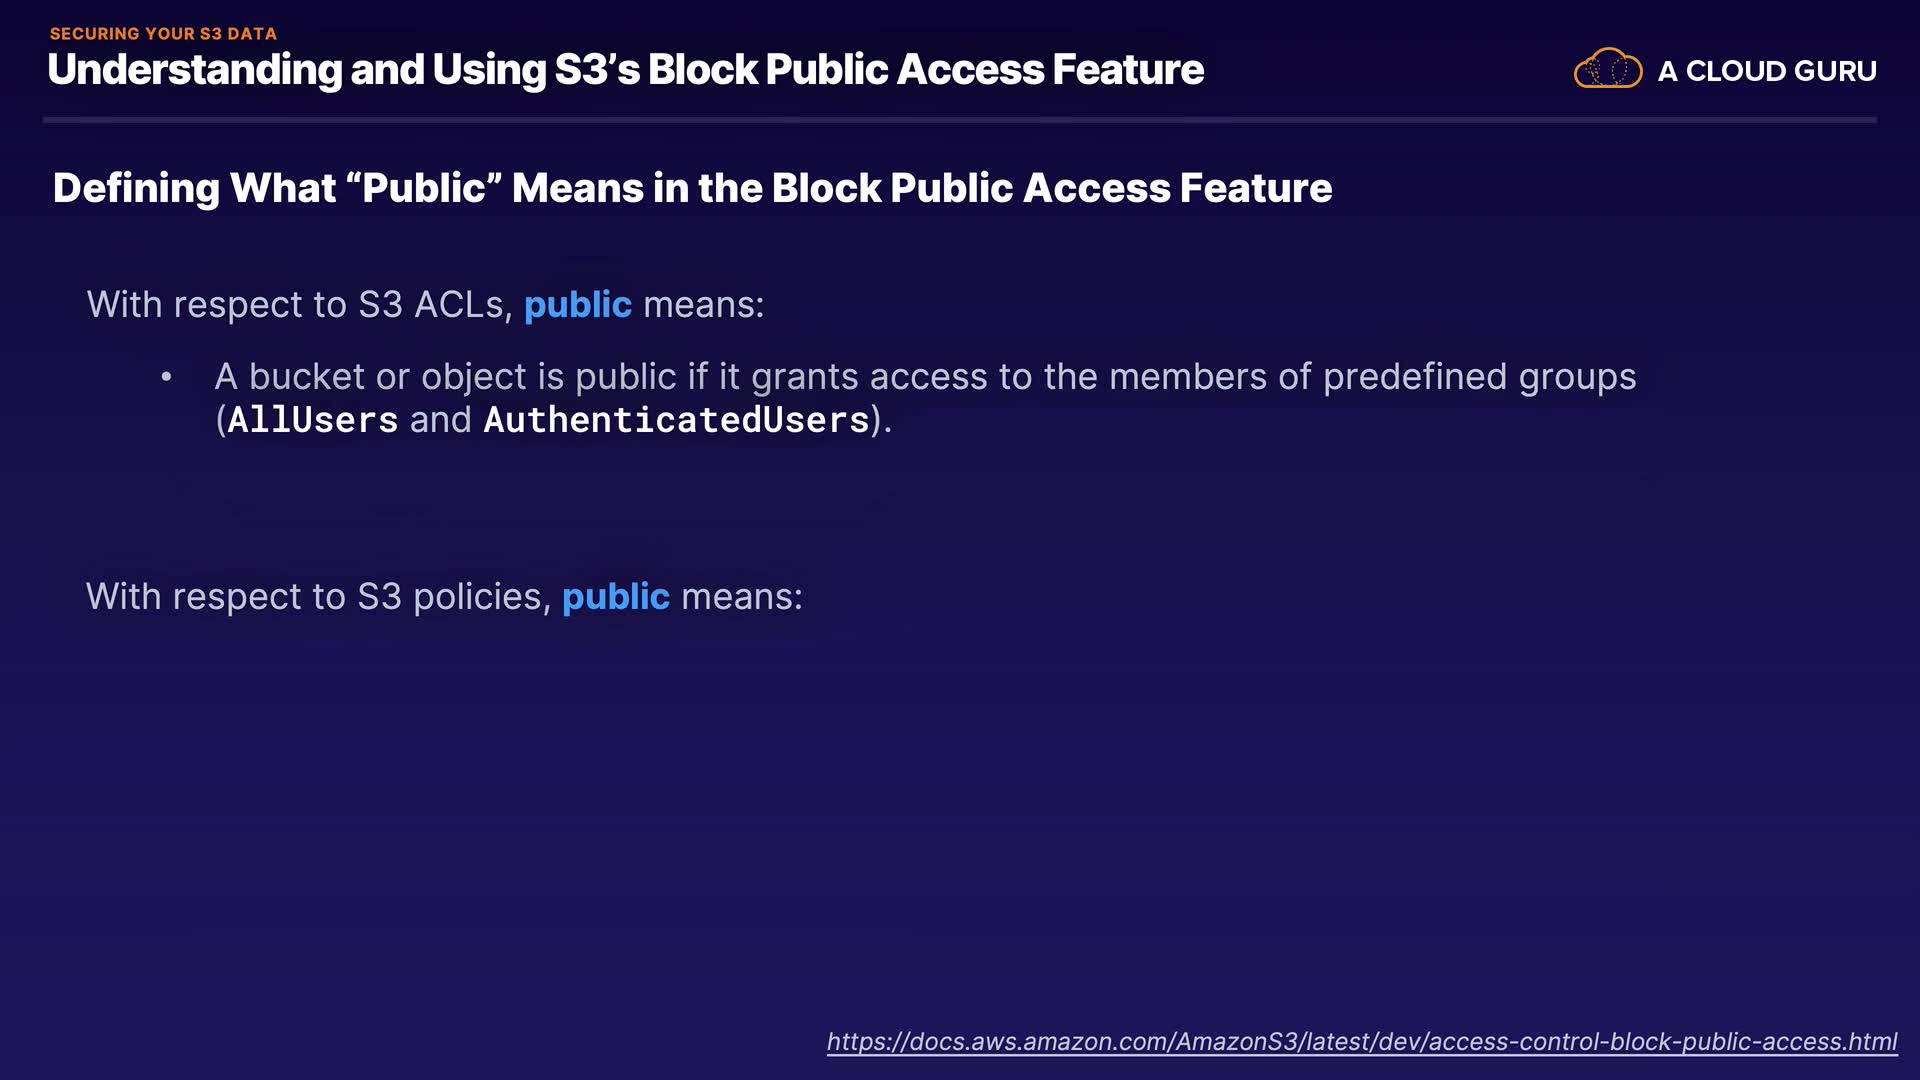 SECURING YOUR S3 DATA
Understanding and Using S3’s Block Public Access Feature
A CLOUD GURU
Defining What “Public” Means in the Block Public Access Feature
With respect to S3 ACLs, public means:
• A bucket or object is public if it grants access to the members of predefined groups
(AllUsers and AuthenticatedUsers).
With respect to S3 policies, public means:
https://docs.aws.amazon.com/AmazonS3/latest/dev/access-control-block-public-access.html